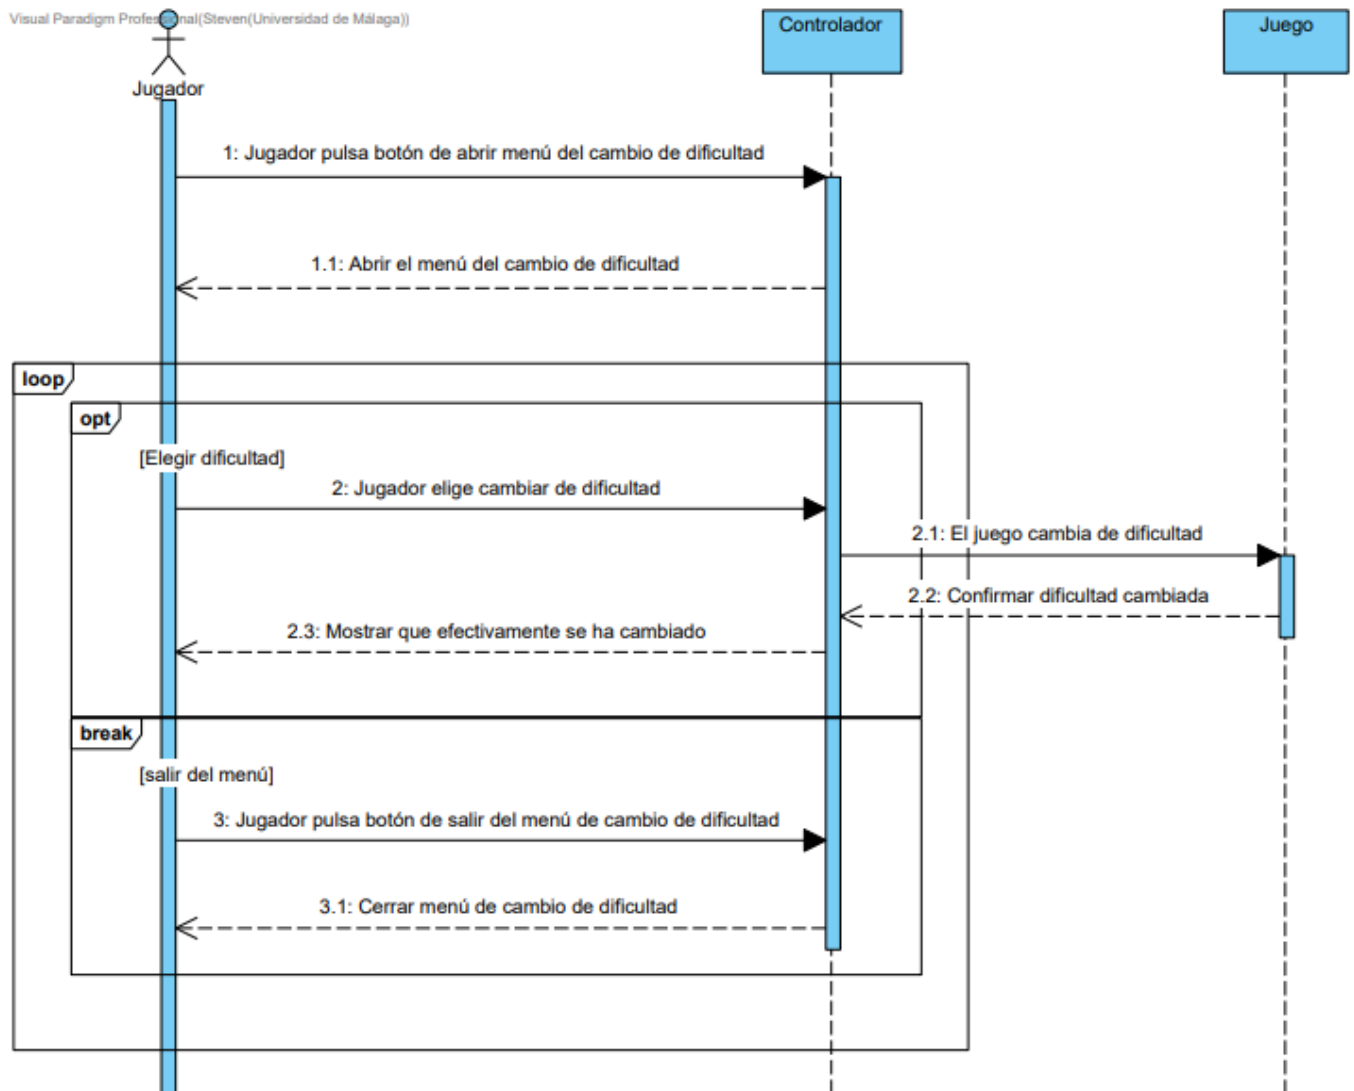 Visual Paradigm Professional(Steven(Universidad de Málaga))
Controlador
Juego
Jugador
1: Jugador pulsa botón de abrir menú del cambio de dificultad
1.1: Abrir el menú del cambio de dificultad
loop
opt
[Elegir dificultad]
2: Jugador elige cambiar de dificultad
2.1: El juego cambia de dificultad
2.2: Confirmar dificultad cambiada
2.3: Mostrar que efectivamente se ha cambiado
break
[salir del menú]
3: Jugador pulsa botón de salir del menú de cambio de dificultad
3.1: Cerrar menú de cambio de dificultad